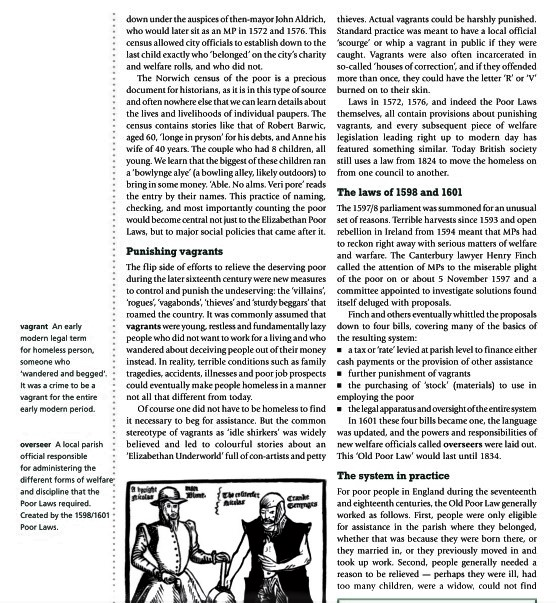 down under the auspices of then-mayor John Aldrich,
who would later sit as an MP in 1572 and 1576. This
census allowed city officials to establish down to the
last child exactly who 'belonged' on the city's charity
and welfare rolls, and who did not.
The Norwich census of the poor is a precious
document for historians, as it is in this type of source
and often nowhere else that we can learn details about
the lives and livelihoods of individual paupers. The
census contains stories like that of Robert Barwic,
aged 60, 'longe in pryson' for his debts, and Anne his
wife of 40 years. The couple who had 8 children, all
young. We learn that the biggest of these children ran
a 'bowlynge alye' (a bowling alley, likely outdoors) to
bring in some money. 'Able. No alms. Veri pore' reads
the entry by their names. This practice of naming,
checking, and most importantly counting the poor
would become central not just to the Elizabethan Poor
Laws, but to major social policies that came after it.
Punishing vagrants
The flip side of efforts to relieve the deserving poor
during the later sixteenth century were new measures
to control and punish the undeserving: the 'villains',
'rogues', 'vagabonds', 'thieves' and 'sturdy beggars' that
roamed the country. It was commonly assumed that
vagrants were young, restless and fundamentally lazy
people who did not want to work for a living and who
wandered about deceiving people out of their money
instead. In reality, terrible conditions such as family
tragedies, accidents, illnesses and poor job prospects
could eventually make people homeless in a manner
not all that different from today.
Of course one did not have to be homeless to find
it necessary to beg for assistance. But the common
stereotype of vagrants as 'idle shirkers' was widely
believed and led to colourful stories about an
'Elizabethan Underworld' full of con-artists and petty
thieves. Actual vagrants could be harshly punished.
Standard practice was meant to have a local official
'scourge' or whip a vagrant in public if they were
caught. Vagrants were also often incarcerated in
so-called 'houses of correction', and if they offended
more than once, they could have the letter 'R' or 'V'
burned on to their skin.
Laws in 1572, 1576, and indeed the Poor Laws
themselves, all contain provisions about punishing
vagrants, and every subsequent piece of welfare
legislation leading right up to modern day has
featured something similar. Today British society
still uses a law from 1824 to move the homeless on
from one council to another.
The laws of 1598 and 1601
The 1597/8 parliament was summoned for an unusual
set of reasons. Terrible harvests since 1593 and open
rebellion in Ireland from 1594 meant that MPs had
to reckon right away with serious matters of welfare
and warfare. The Canterbury lawyer Henry Finch
called the attention of MPs to the miserable plight
of the poor on or about 5 November 1597 and a
committee appointed to investigate solutions found
itself deluged with proposals.
Finch and others eventually whittled the proposals
down to four bills, covering many of the basics of
the resulting system:
■ a tax or 'rate' levied at parish level to finance either
cash payments or the provision of other assistance
■ further punishment of vagrants
■ the purchasing of 'stock' (materials) to use in
employing the poor
■ the legal apparatus and oversight of the entire system
In 1601 these four bills became one, the language
was updated, and the powers and responsibilities of
new welfare officials called overseers were laid out.
This 'Old Poor Law' would last until 1834.
The system in practice
For poor people in England during the seventeenth
and eighteenth centuries, the Old Poor Law generally
worked as follows. First, people were only eligible
for assistance in the parish where they belonged,
whether that was because they were born there, or
they married in, or they previously moved in and
took up work. Second, people generally needed a
reason to be relieved — perhaps they were ill, had
too many children, were a widow, could not find
vagrant An early
modern legal term
for homeless person,
someone who
'wandered and begged'.
It was a crime to be a
vagrant for the entire
early modern period.
overseer A local parish
official responsible
for administering the
different forms of welfare
and discipline that the
Poor Laws required.
Created by the 1598/1601
Poor Laws.